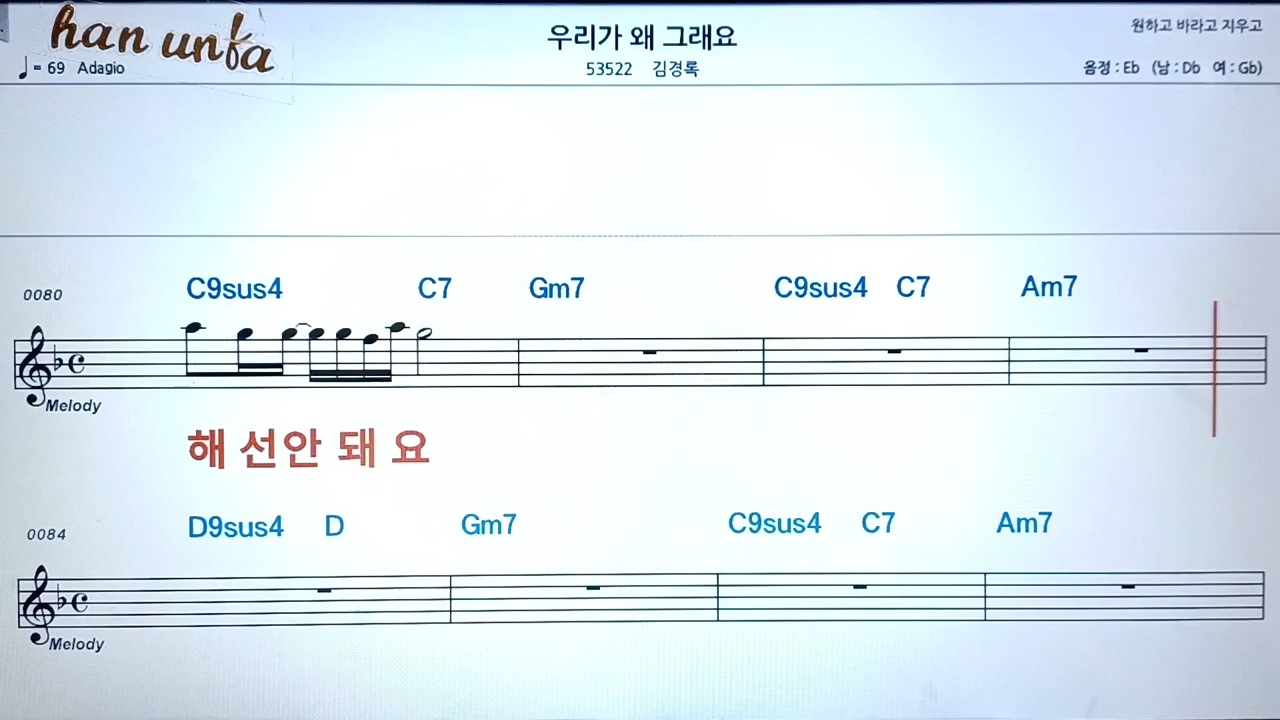 han unfa
우리가 왜 그래요
원하고 바라고 지우고
♩= 69 Adagio
53522 김경록
음정 : Eb (남 : Db 여 : Gb)
C9sus4 C7 Gm7 C9sus4 C7 Am7
0080
Melody
해 선안 돼 요
D9sus4 D Gm7 C9sus4 C7 Am7
0084
Melody